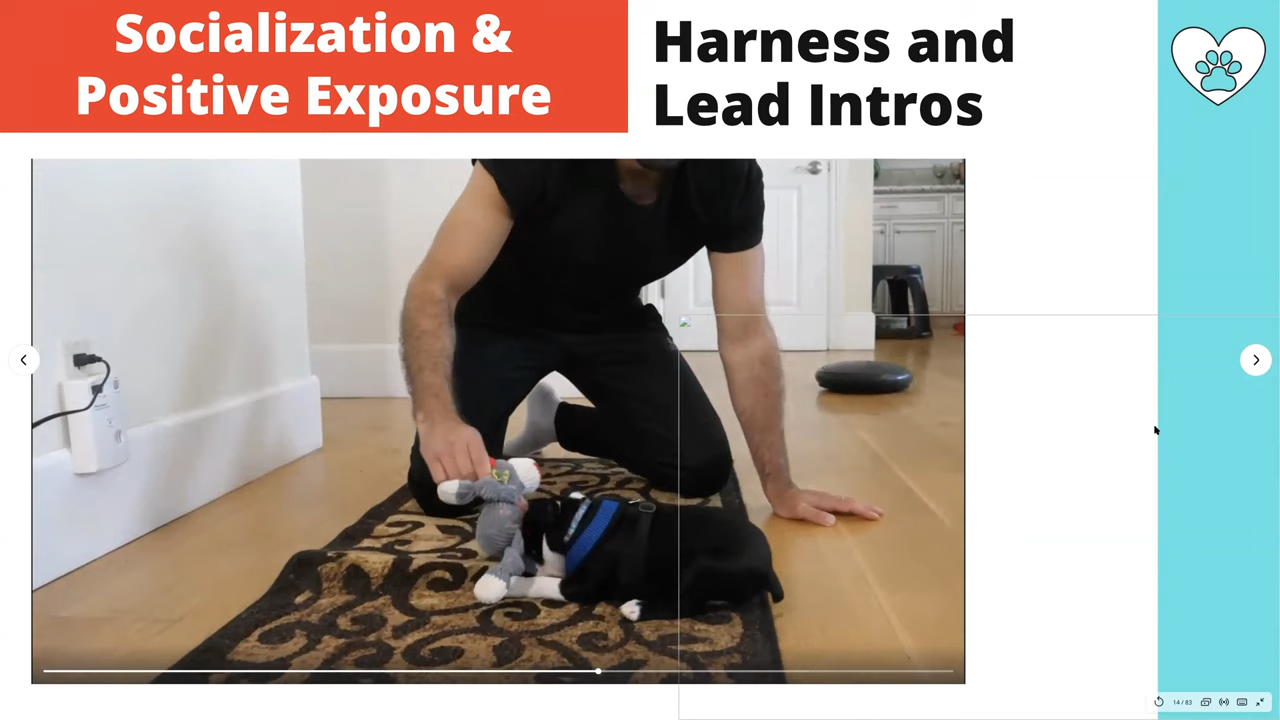 Socialization &
Positive Exposure
Harness and
Lead Intros
14 / 83